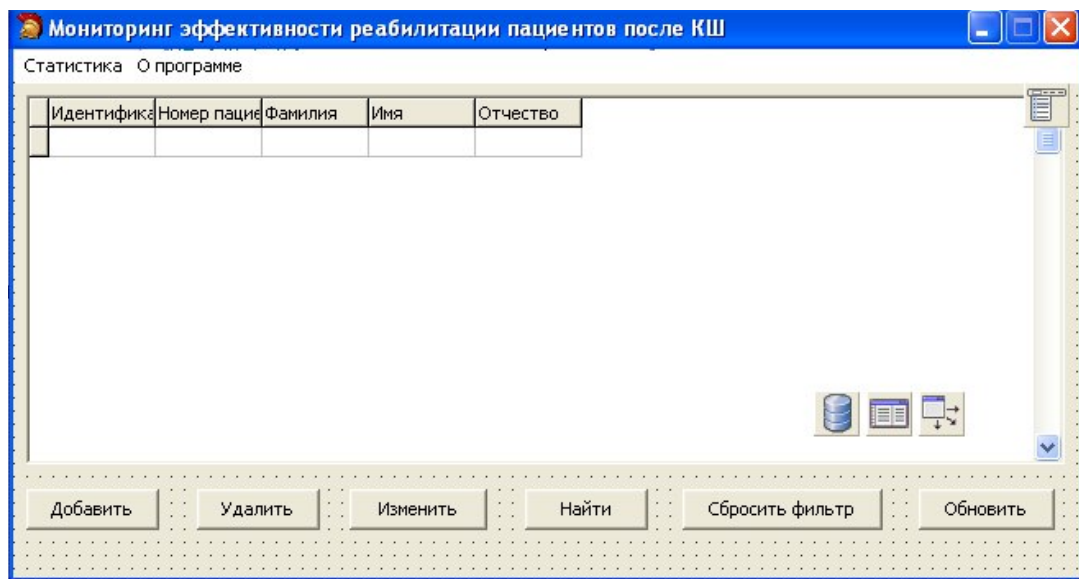 Мониторинг эффективности реабилитации пациентов после КШ
Статистика О программе
Идентифика Номер пацие Фамилия Имя Отчество
Добавить Удалить Изменить Найти Сбросить фильтр Обновить